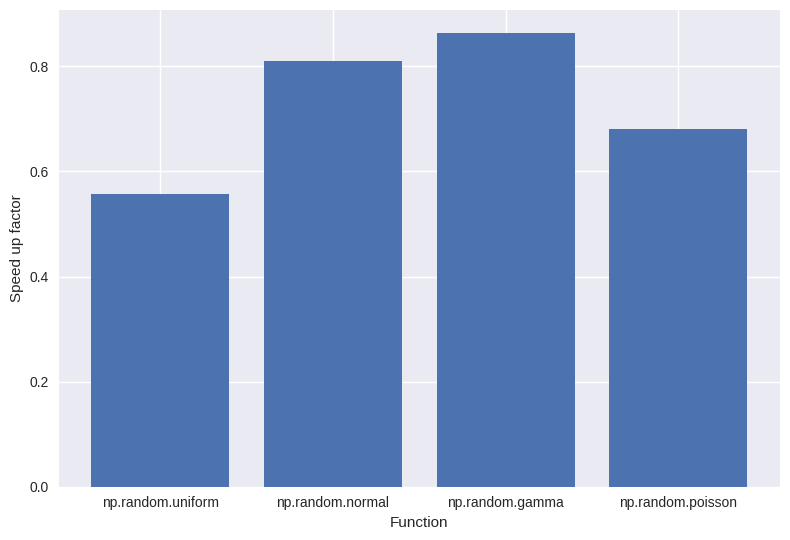 Speed up factor
0.8
0.6
0.4
0.2
0.0
np.random.uniform np.random.normal np.random.gamma np.random.poisson
Function